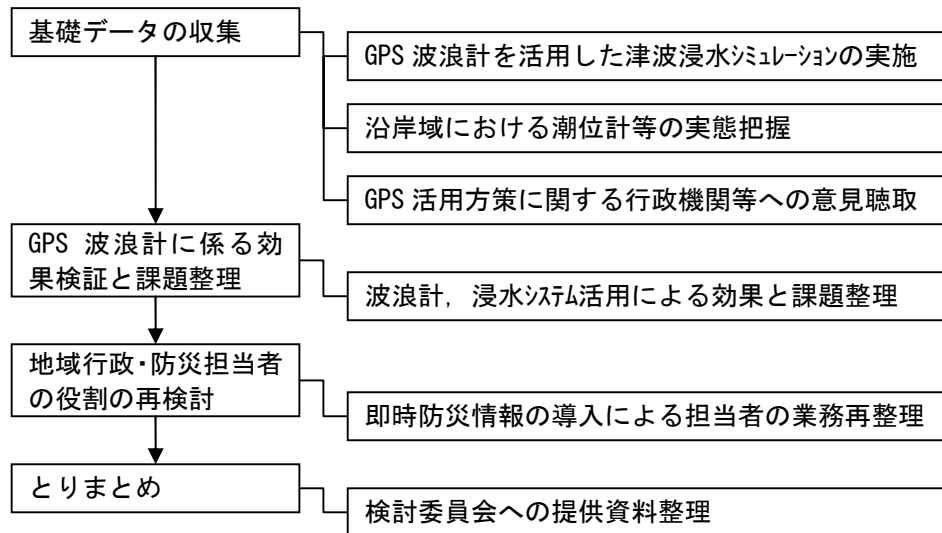 基礎データの収集
GPS 波浪計を活用した津波浸水ｼﾐｭﾚｰｼｮﾝの実施
沿岸域における潮位計等の実態把握
GPS 活用方策に関する行政機関等への意見聴取
GPS 波浪計に係る効
果検証と課題整理
波浪計，浸水ｼｽﾃﾑ活用による効果と課題整理
地域行政・防災担当者
の役割の再検討
即時防災情報の導入による担当者の業務再整理
とりまとめ
検討委員会への提供資料整理